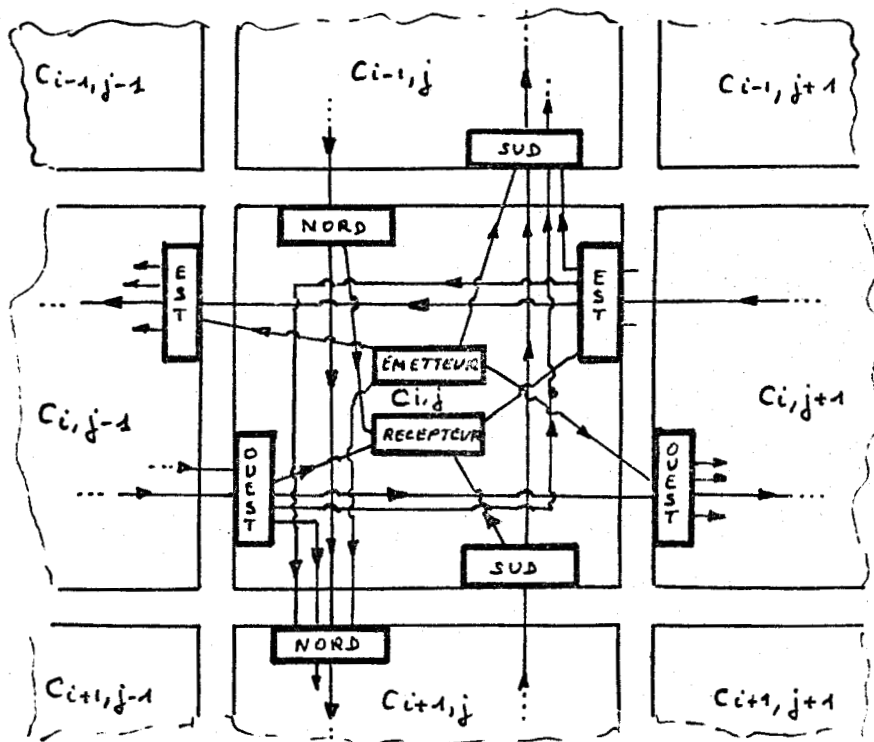 Ci-1,j-1
Ci-1,j
Ci-1,j+1
SUD
NORD
EST
EST
ÉMETTEUR
Ci,j
RECEPTEUR
Ci,j-1
Ci,j+1
OUEST
OUEST
SUD
NORD
Ci+1,j-1
Ci+1,j
Ci+1,j+1